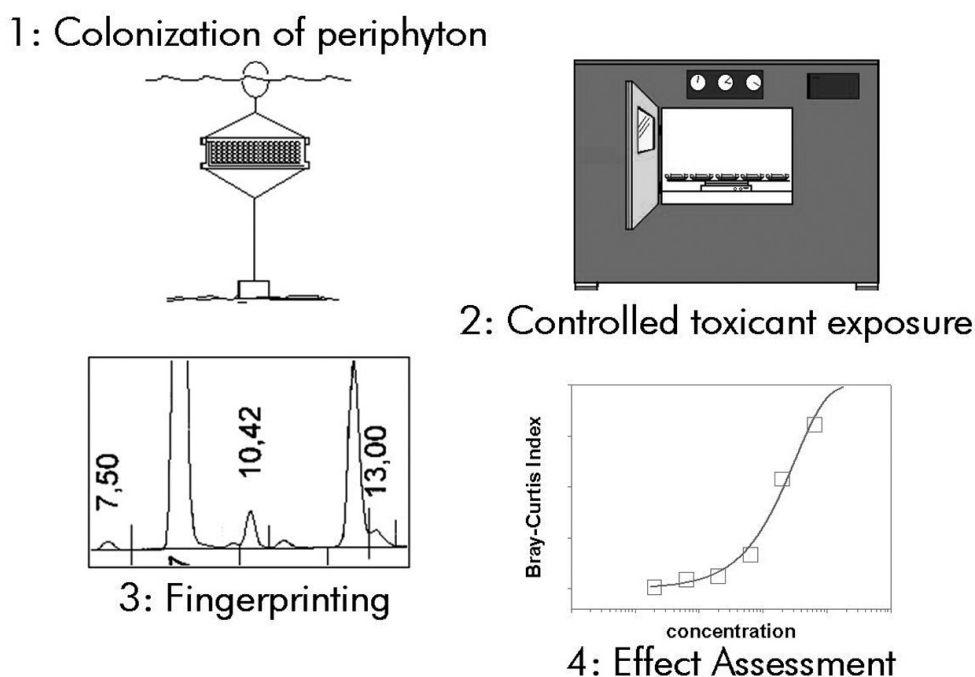 1: Colonization of periphyton
2: Controlled toxicant exposure
7,50
7
10,42
13,00
3: Fingerprinting
Bray-Curtis Index
concentration
4: Effect Assessment